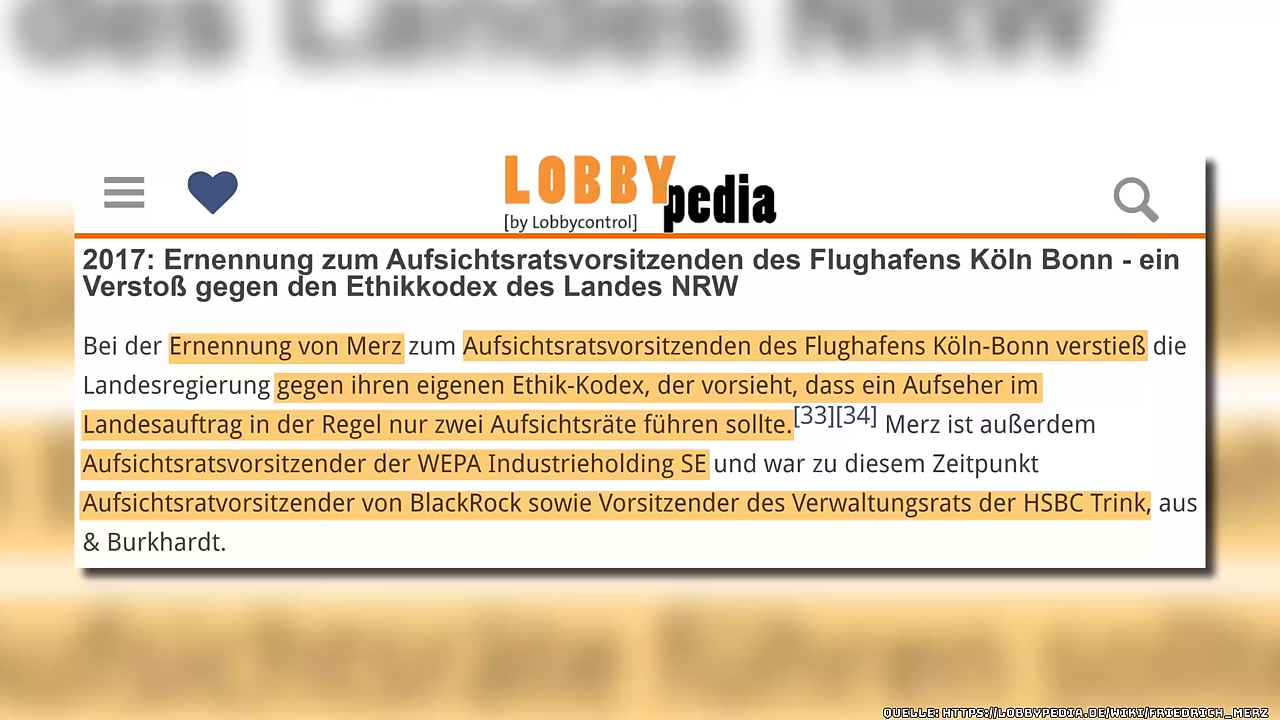 des Landes NRW
LOBBYpedia
[by Lobbycontrol]
2017: Ernennung zum Aufsichtsratsvorsitzenden des Flughafens Köln Bonn - ein
Verstoß gegen den Ethikkodex des Landes NRW
Bei der Ernennung von Merz zum Aufsichtsratsvorsitzenden des Flughafens Köln-Bonn verstieß die
Landesregierung gegen ihren eigenen Ethik-Kodex, der vorsieht, dass ein Aufseher im
Landesauftrag in der Regel nur zwei Aufsichtsräte führen sollte.[33][34] Merz ist außerdem
Aufsichtsratsvorsitzender der WEPA Industrieholding SE und war zu diesem Zeitpunkt
Aufsichtsratvorsitzender von BlackRock sowie Vorsitzender des Verwaltungsrats der HSBC Trink, aus
& Burkhardt.
QUELLE: HTTPS://LOBBYPEDIA.DE/WIKI/FRIEDRICH_MERZ